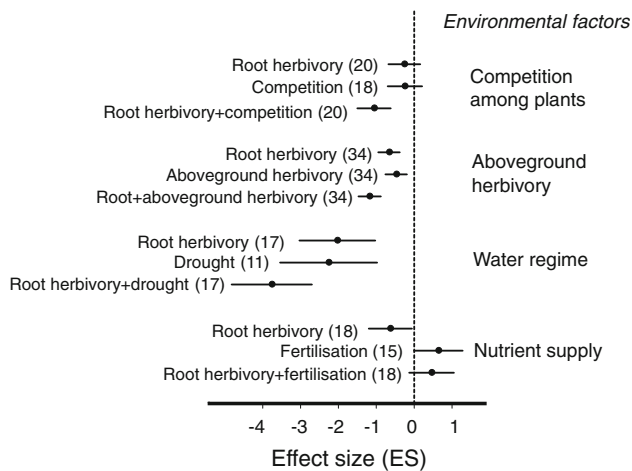 Environmental factors
Root herbivory (20)
Competition (18)
Root herbivory+competition (20)
Competition
among plants
Root herbivory (34)
Aboveground herbivory (34)
Root+aboveground herbivory (34)
Aboveground
herbivory
Root herbivory (17)
Drought (11)
Root herbivory+drought (17)
Water regime
Root herbivory (18)
Fertilisation (15)
Root herbivory+fertilisation (18)
Nutrient supply
-4 -3 -2 -1 0 1
Effect size (ES)